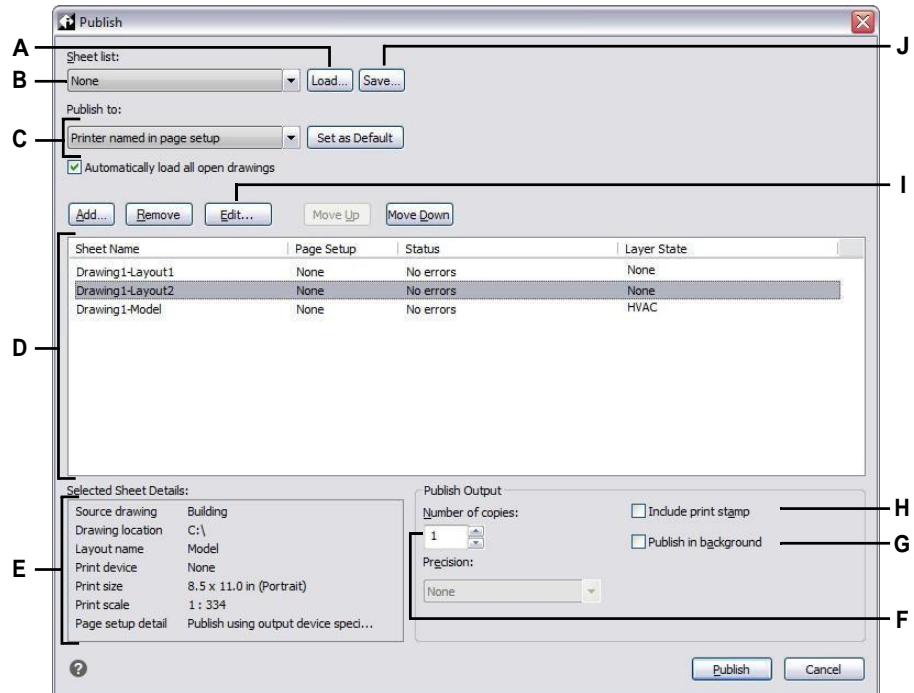 Publish
A
J
Sheet list:
B
None
Load...
Save...
Publish to:
C
Printer named in page setup
Set as Default
Automatically load all open drawings
I
Add...
Remove
Edit...
Move Up
Move Down
Sheet Name Page Setup Status Layer State
Drawing1-Layout1 None No errors None
Drawing1-Layout2 None No errors None
Drawing1-Model None No errors HVAC
D
Selected Sheet Details:
Source drawing Building
Drawing location C:\
Layout name Model
Print device None
Print size 8.5 x 11.0 in (Portrait)
Print scale 1 : 334
Page setup detail Publish using output device speci...
E
Publish Output
Number of copies:
1
Precision:
None
Include print stamp
H
Publish in background
G
F
?
Publish
Cancel